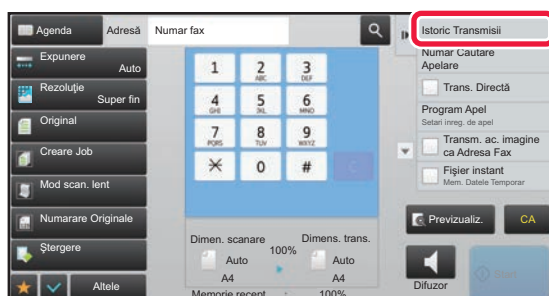 Agenda
Adresă
Numar fax
Expunere
Auto
Rezoluţie
Super fin
Original
Creare Job
Mod scan. lent
Numarare Originale
Ştergere
Altele
1
2
ABC
3
DEF
4
GHI
5
JKL
6
MNO
7
PQRS
8
TUV
9
WXYZ
0
#
C
Dimen. scanare
100%
Dimens. trans.
Auto
A4
Auto
A4
Memorie recept. : 100%
Istoric Transmisii
Numar Cautare
Apelare
Trans. Directă
Program Apel
Setari inreg. de apel
Transm. ac. imagine
ca Adresa Fax
Fişier instant
Mem. Datele Temporar
Previzualiz.
CA
Difuzor
Start